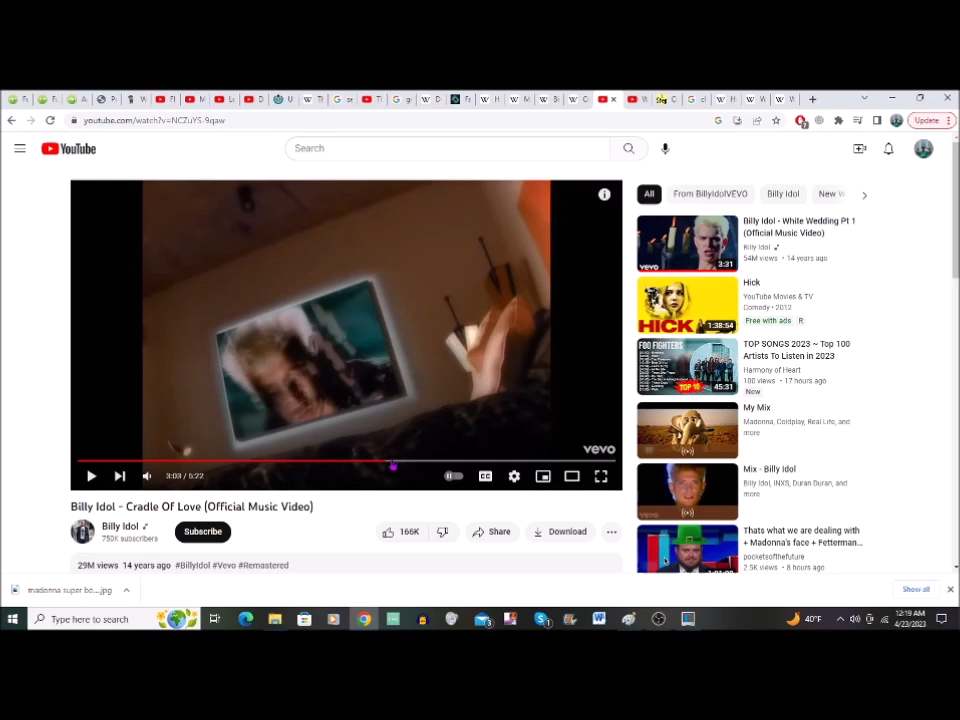 youtube.com/watch?v=NCZuYS-9qaw
Update
YouTube
Search
vevo
3:03 / 5:22
CC
Billy Idol - Cradle Of Love (Official Music Video)
Billy Idol
750K subscribers
Subscribe
166K
Share
Download
29M views 14 years ago #BillyIdol #Vevo #Remastered
All
From BillyIdolVEVO
Billy Idol
New W
vevo
3:31
Billy Idol - White Wedding Pt 1
(Official Music Video)
Billy Idol
54M views • 14 years ago
HICK
1:38:54
Hick
YouTube Movies & TV
Comedy • 2012
Free with ads R
FOO FIGHTERS
TOP 10
45:31
TOP SONGS 2023 ~ Top 100
Artists To Listen in 2023
Harmony of Heart
100 views • 17 hours ago
New
My Mix
Madonna, Coldplay, Real Life, and
more
Mix - Billy Idol
Billy Idol, INXS, Duran Duran, and
more
Thats what we are dealing with
+ Madonna's face + Fetterman...
pocketsofthefuture
2.5K views • 8 hours ago
madonna super bo....jpg
Show all
Type here to search
40°F
12:19 AM
4/23/2023